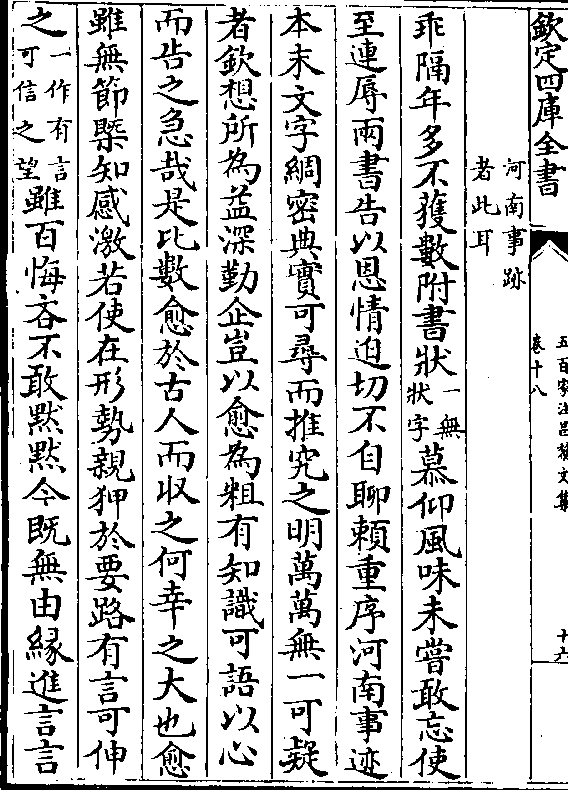 欽定四庫全書
五百家注昌黎文集
卷十八
十六
河南事跡
者此耳
乖隔年多不獲數附書狀一無狀字慕仰風味未嘗敢忘使
至連辱兩書告以恩情迫切不自聊賴重序河南事迹
本末文字綢密典實可尋而推究之明萬萬無一可疑
者欽想所為益深勤企豈以愈為粗有知識可語以心
而告之急哉是比數愈於古人而收之何幸之大也愈
雖無節槩知感激若使在形勢親狎於要路有言可伸
之一作有言可信之望雖百悔吝不敢黙黙今既無由縁進言言